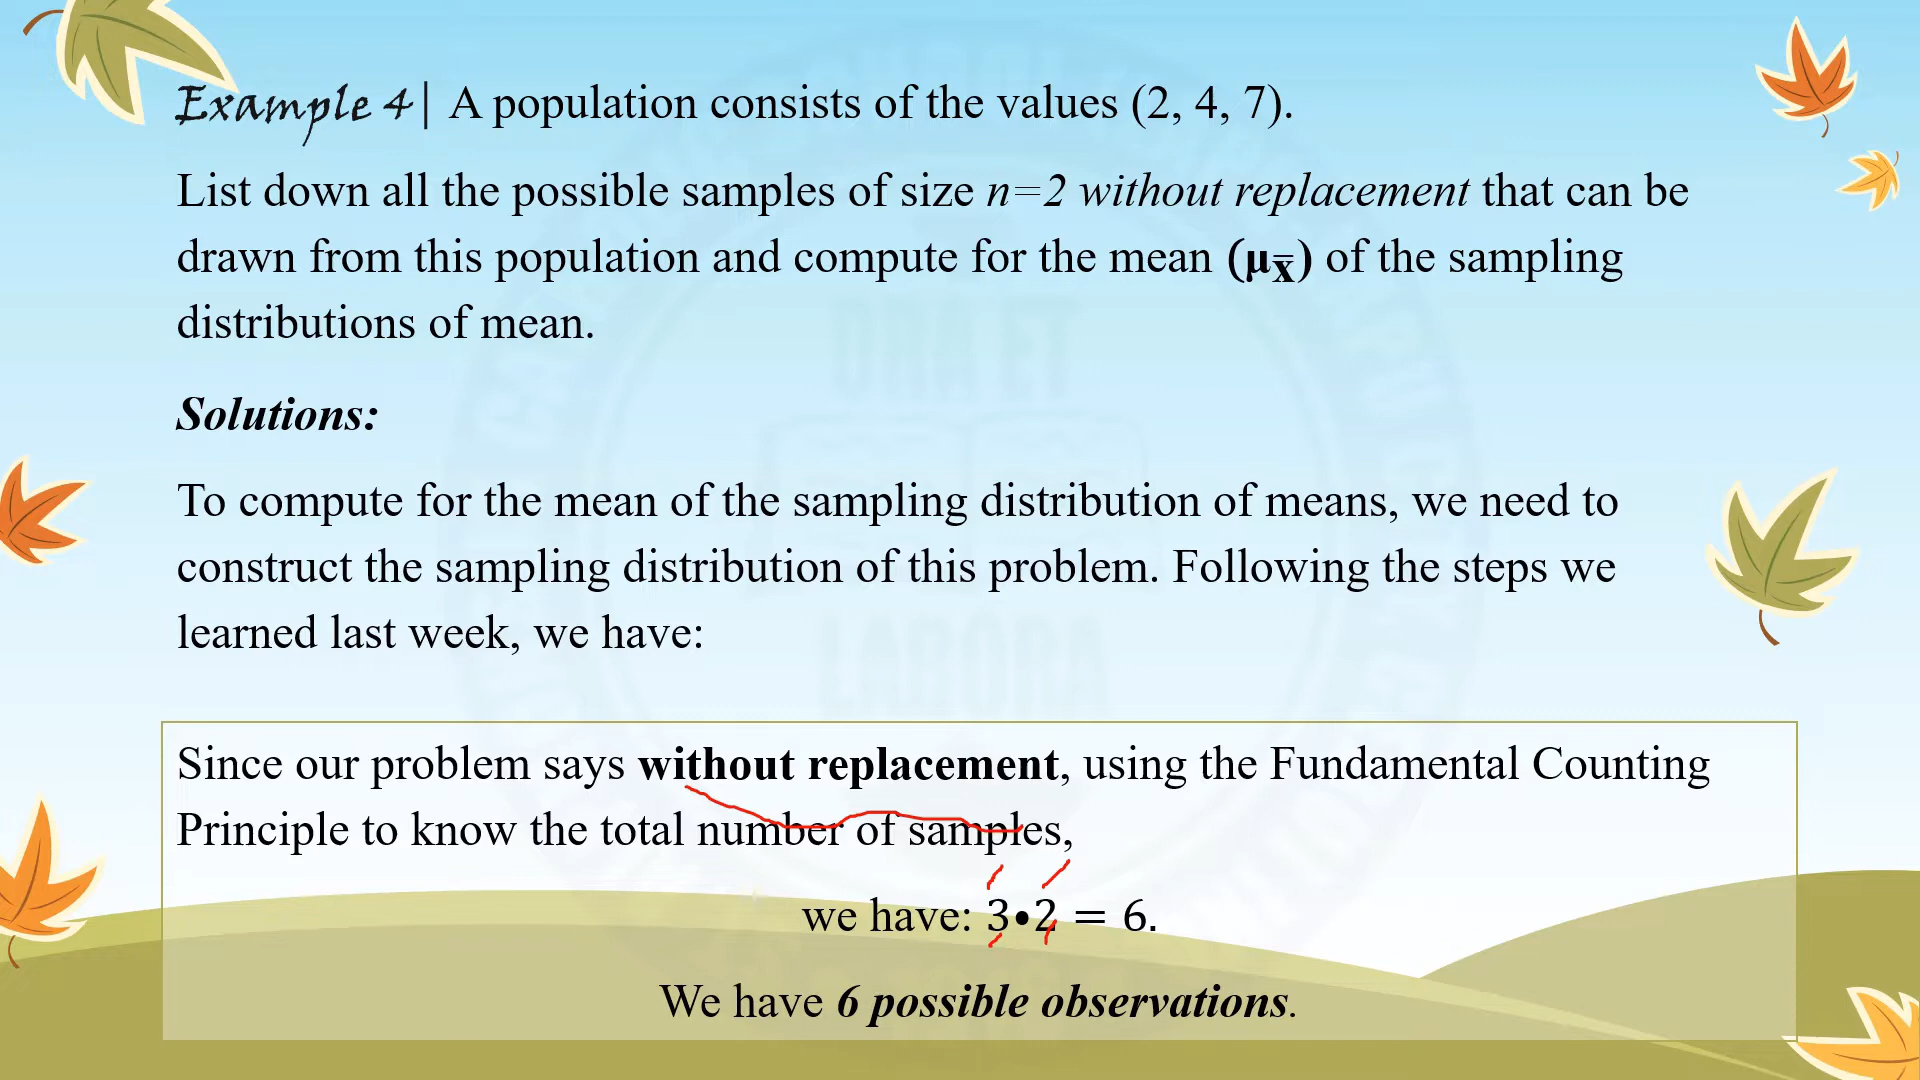 Example 4| A population consists of the values (2, 4, 7).
List down all the possible samples of size n=2 without replacement that can be
drawn from this population and compute for the mean (μx̅) of the sampling
distributions of mean.
Solutions:
To compute for the mean of the sampling distribution of means, we need to
construct the sampling distribution of this problem. Following the steps we
learned last week, we have:
Since our problem says without replacement, using the Fundamental Counting
Principle to know the total number of samples,
we have: 3•2 = 6.
We have 6 possible observations.
ORA ET
LABORA